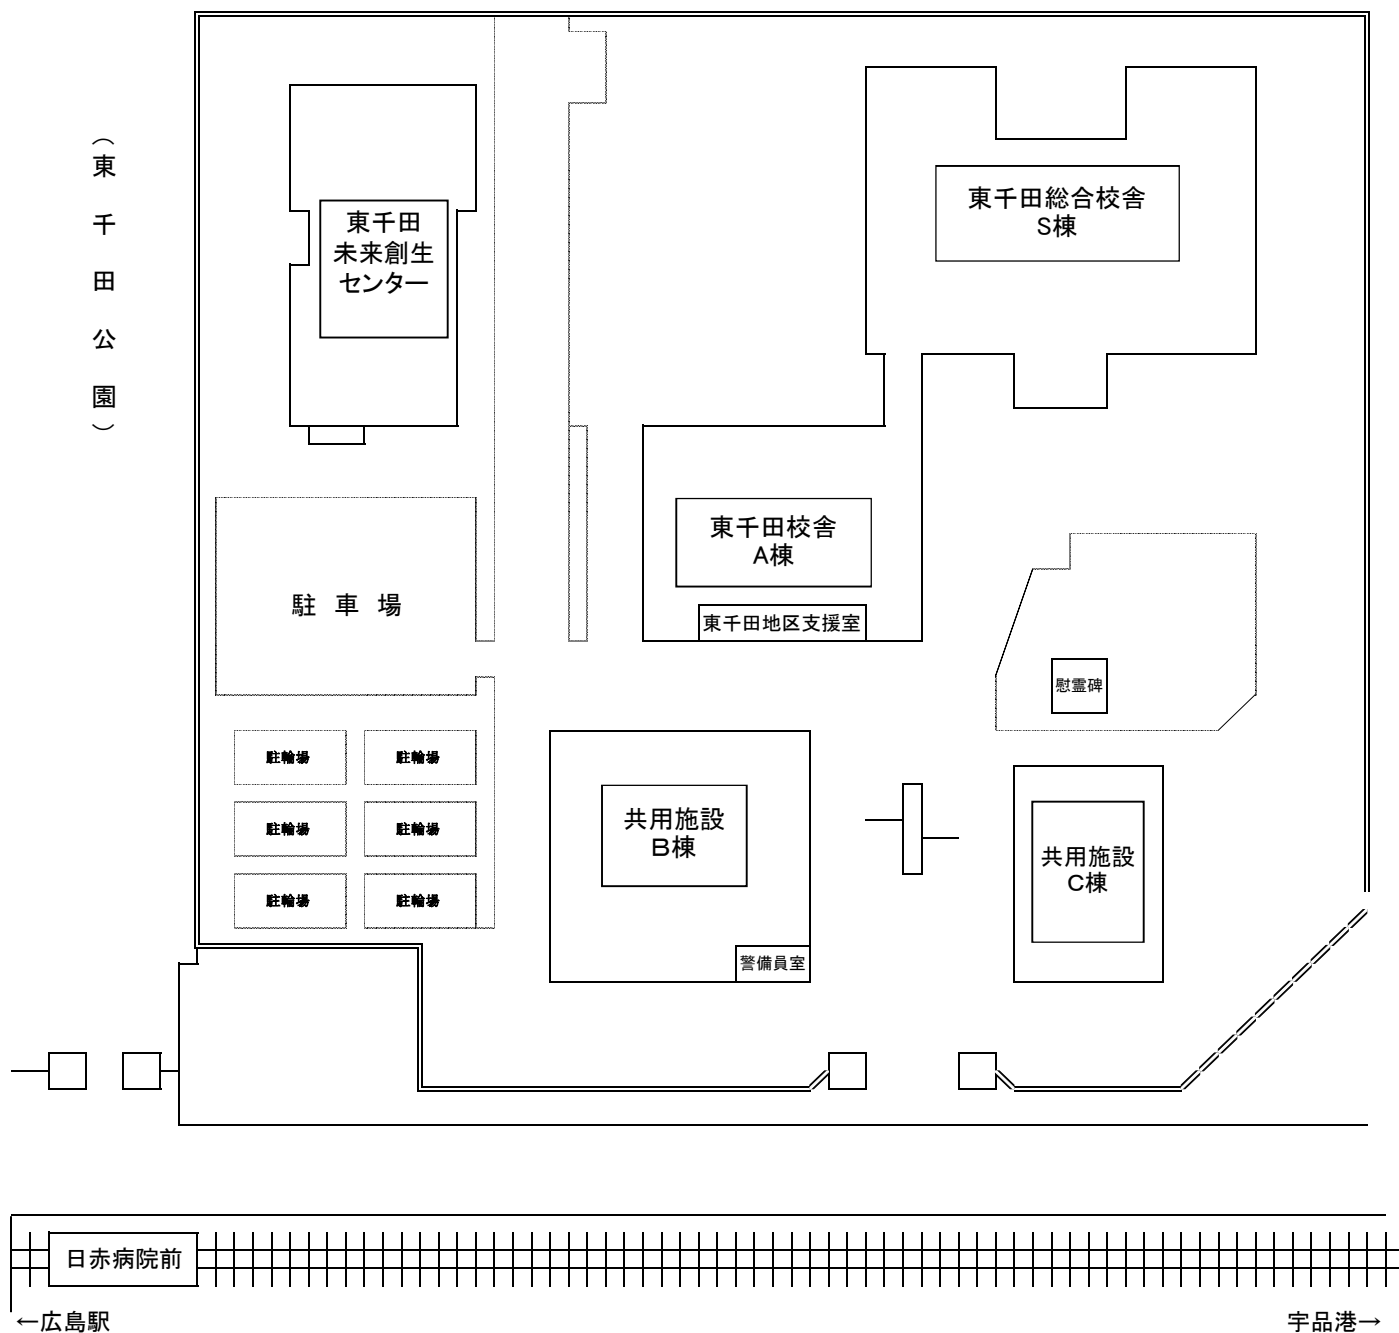 （東千田公園）
東千田総合校舎
S棟
東千田
未来創生
センター
東千田校舎
A棟
東千田地区支援室
駐 車 場
慰霊碑
駐輪場
駐輪場
駐輪場
駐輪場
駐輪場
駐輪場
共用施設
B棟
共用施設
C棟
警備員室
日赤病院前
←広島駅
宇品港→